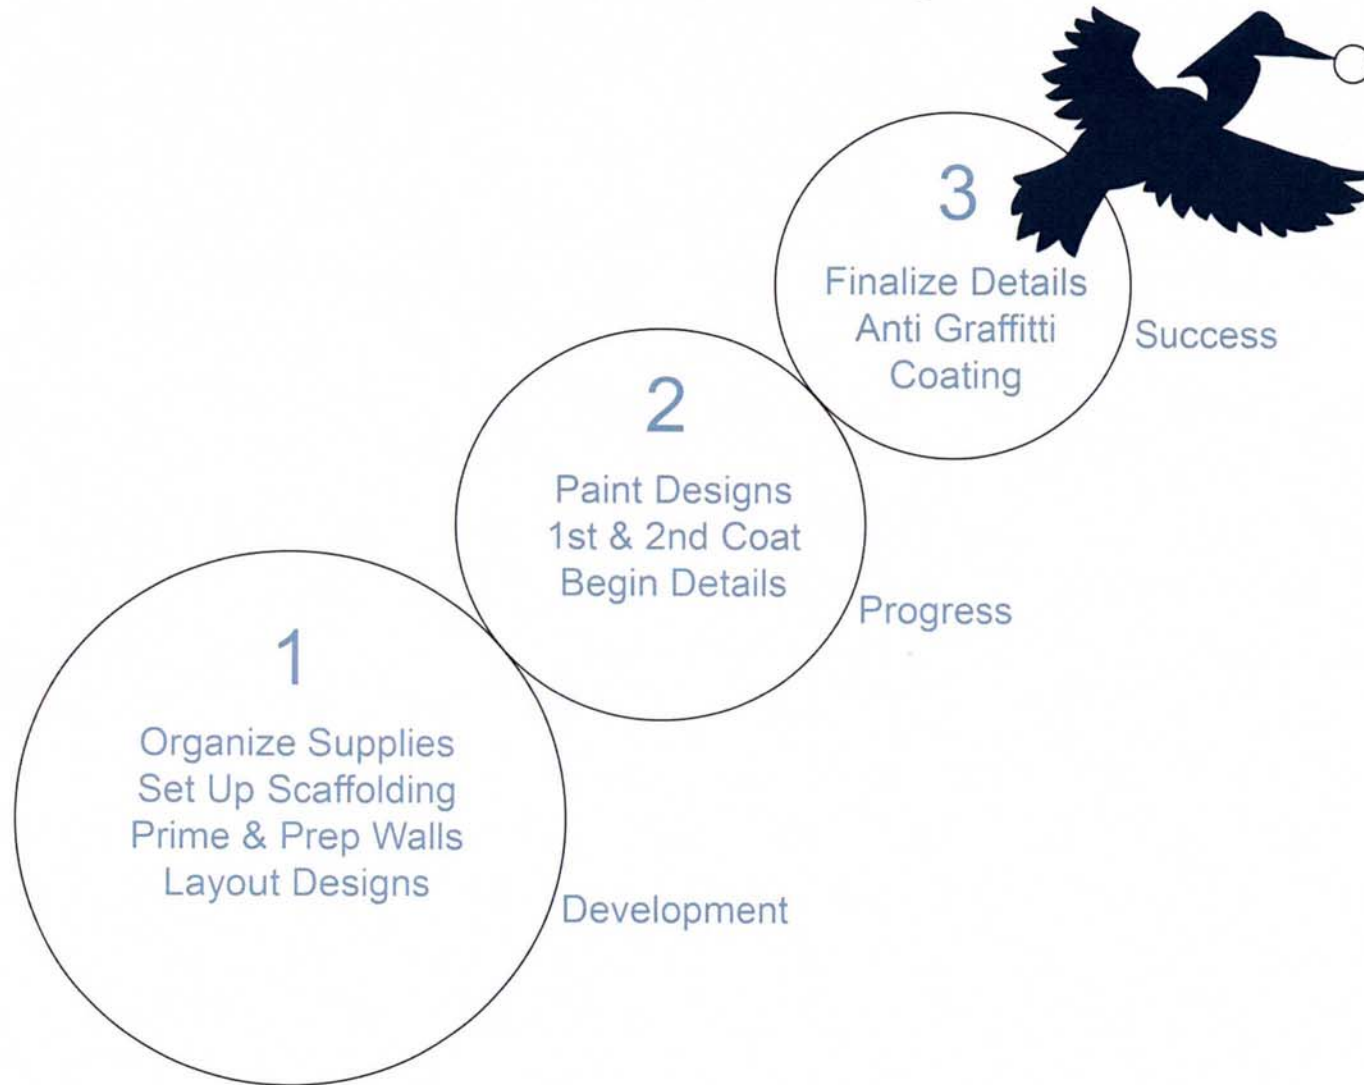 1
Organize Supplies
Set Up Scaffolding
Prime & Prep Walls
Layout Designs
Development
2
Paint Designs
1st & 2nd Coat
Begin Details
Progress
3
Finalize Details
Anti Graffitti
Coating
Success